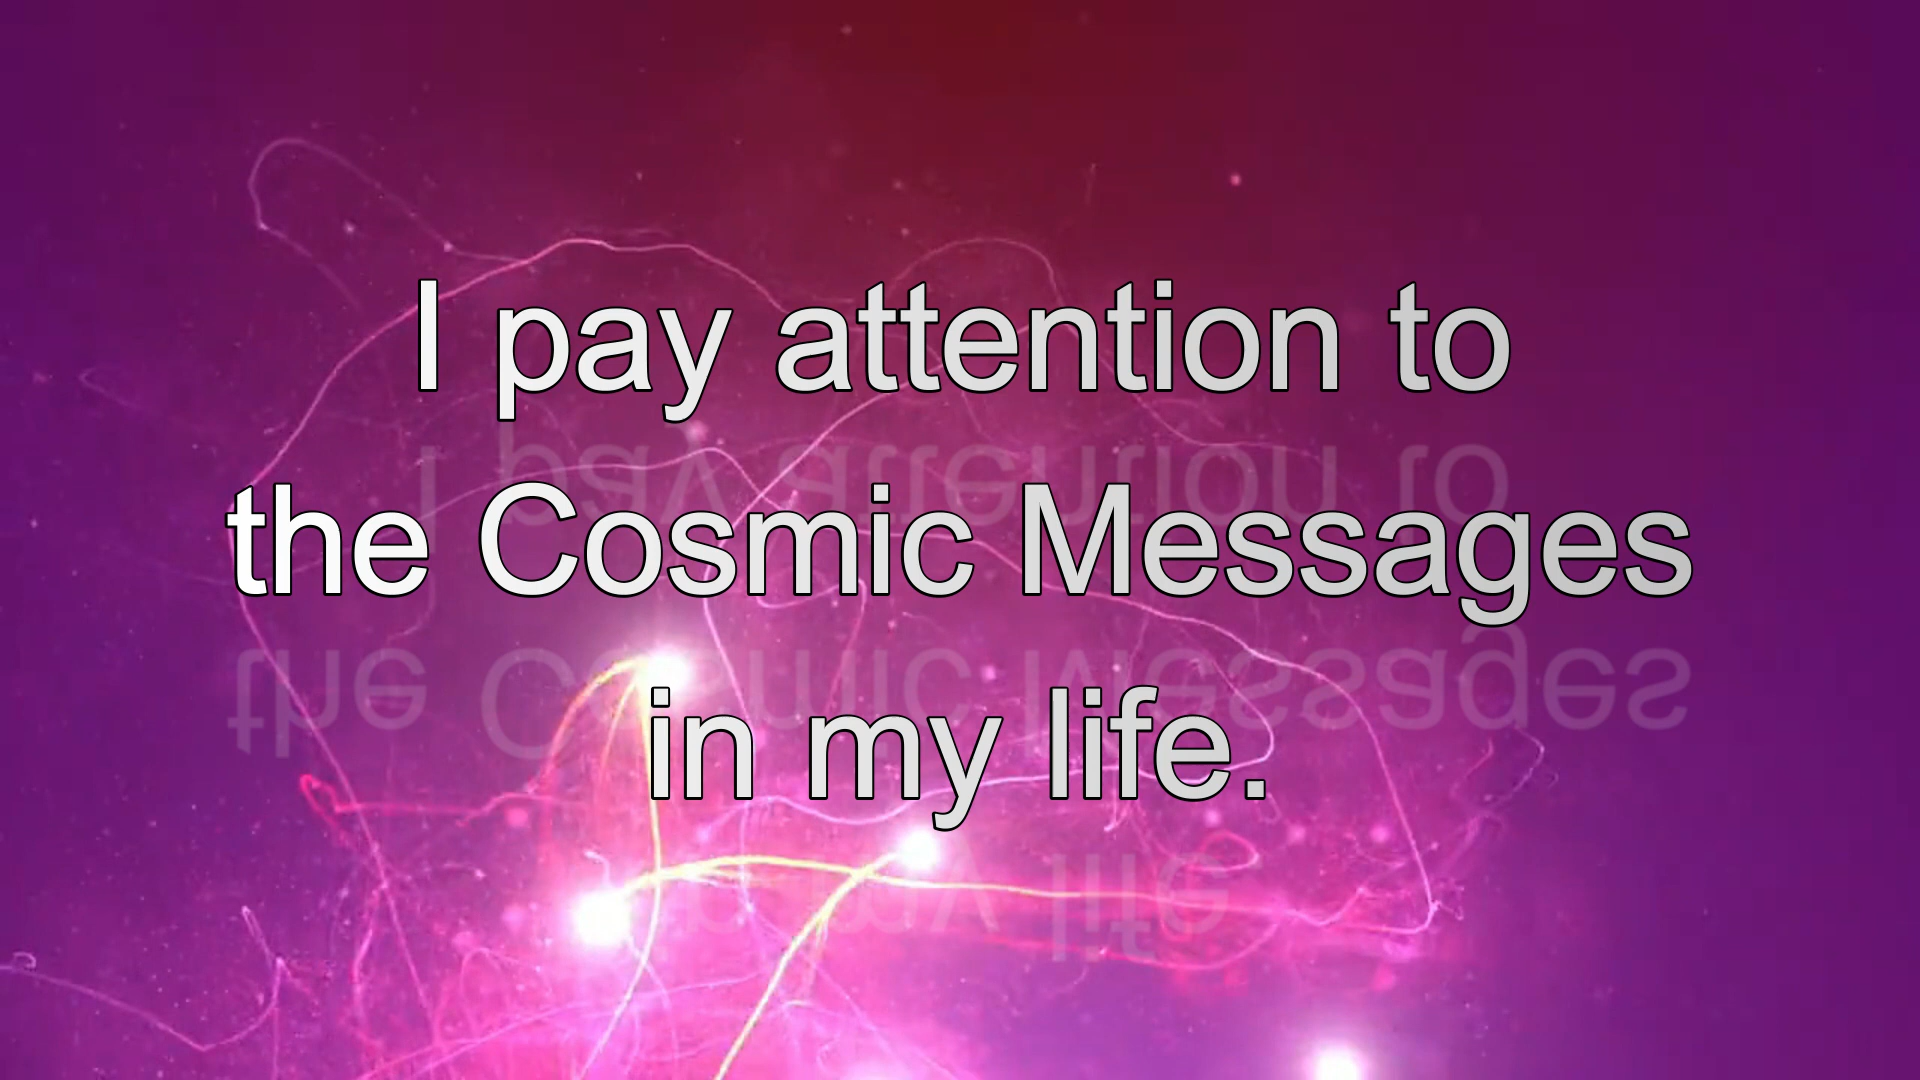 I pay attention to
the Cosmic Messages
in my life.